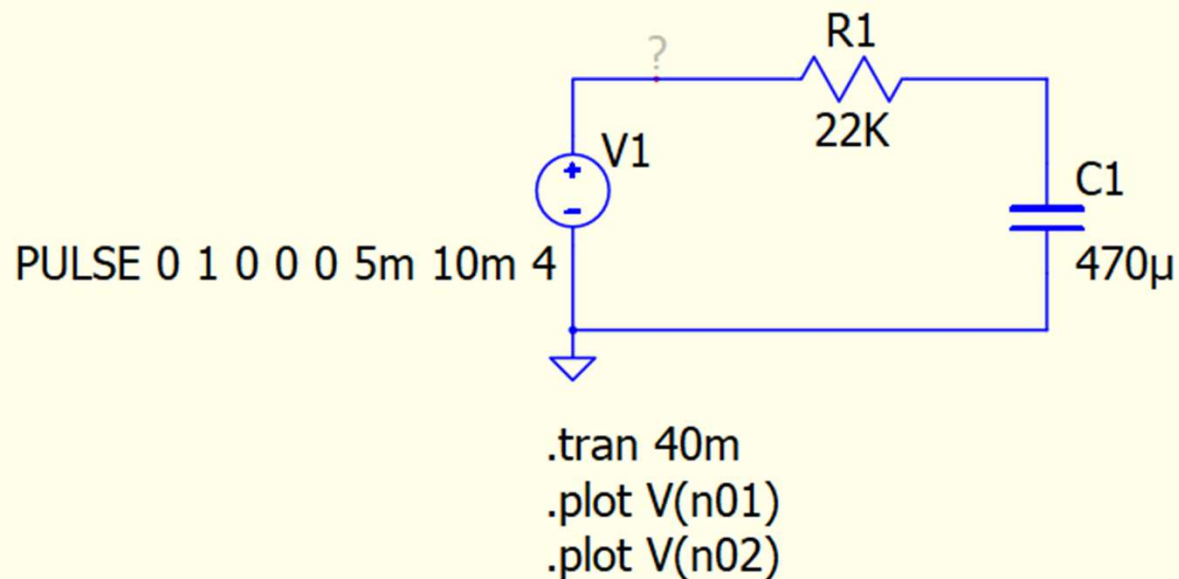 ?
R1
22K
V1
C1
PULSE 0 1 0 0 0 5m 10m 4
470µ
.tran 40m
.plot V(n01)
.plot V(n02)